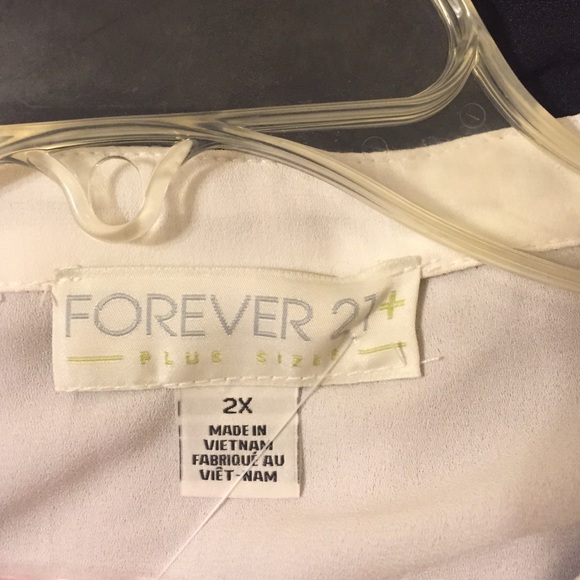 FOREVER 21+
PLUS SIZES
2X
MADE IN
VIETNAM
FABRIQUÉ AU
VIÊT-NAM